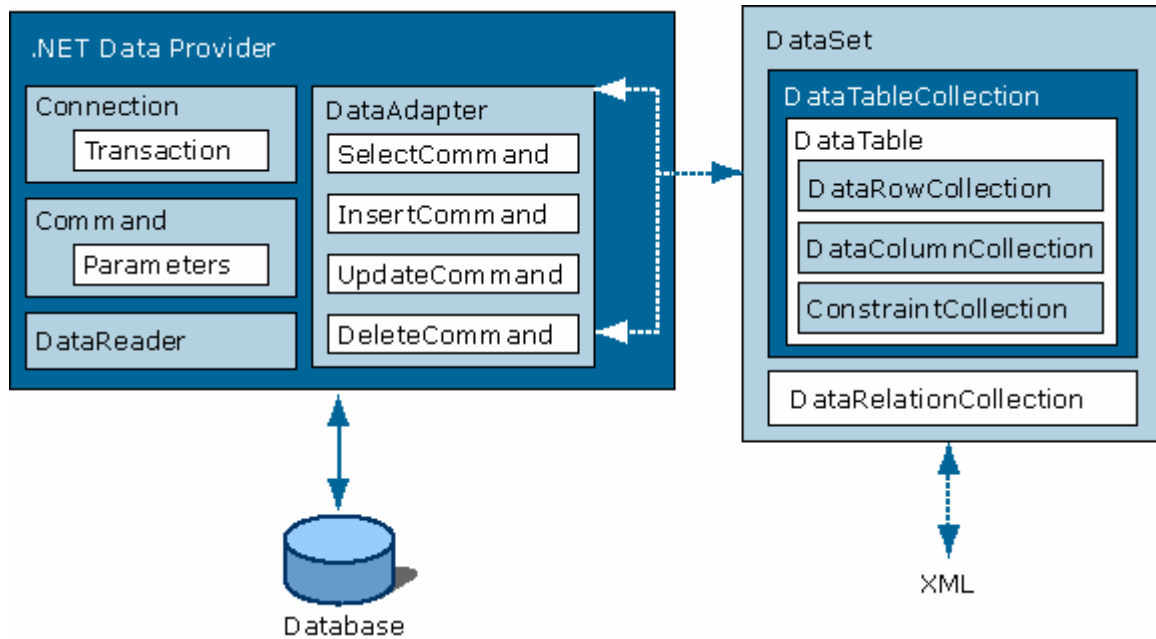 .NET Data Provider
Connection
Transaction
Command
Parameters
DataReader
DataAdapter
SelectCommand
InsertCommand
UpdateCommand
DeleteCommand
Database
DataSet
DataTableCollection
DataTable
DataRowCollection
DataColumnCollection
ConstraintCollection
DataRelationCollection
XML